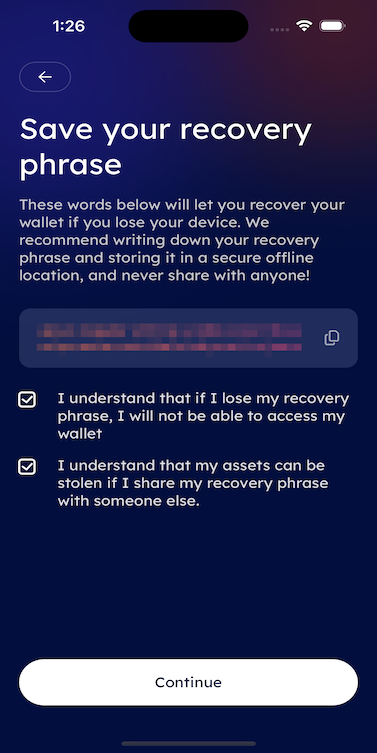 1:26
Save your recovery
phrase
These words below will let you recover your
wallet if you lose your device. We
recommend writing down your recovery
phrase and storing it in a secure offline
location, and never share with anyone!
I understand that if I lose my recovery
phrase, I will not be able to access my
wallet
I understand that my assets can be
stolen if I share my recovery phrase
with someone else.
Continue